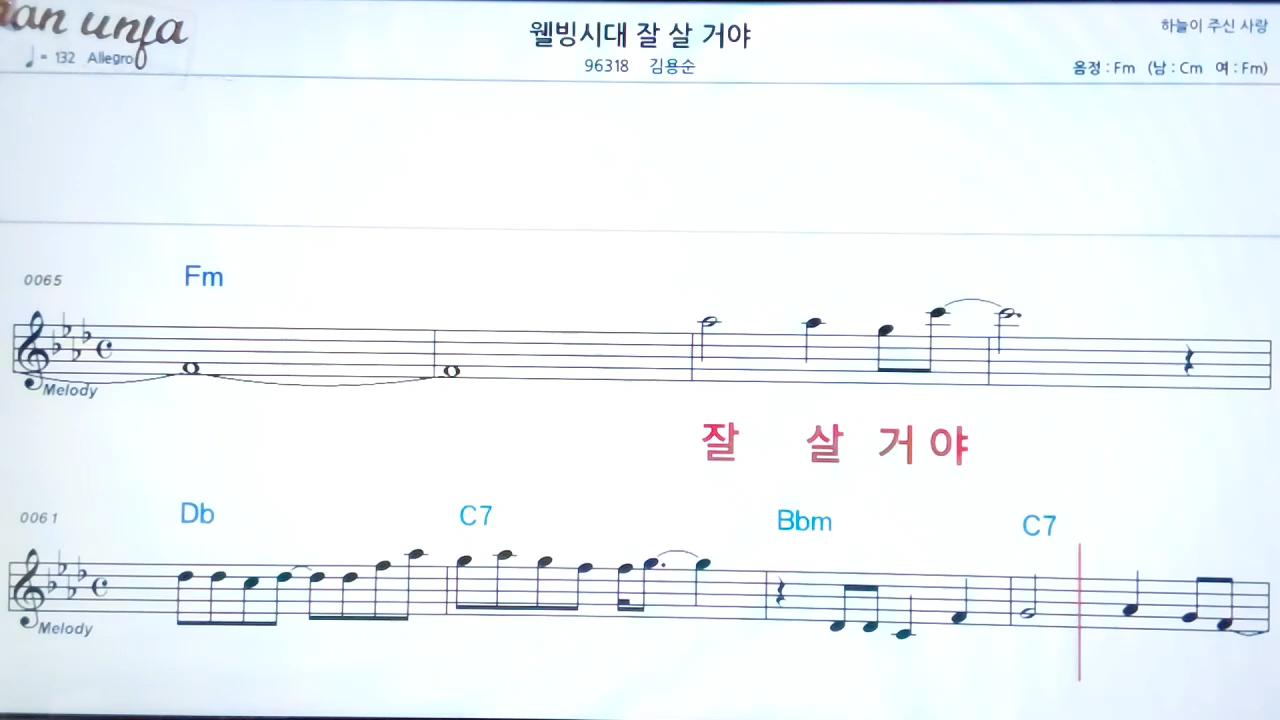 웰빙시대 잘 살 거야
하늘이 주신 사랑
♩= 132 Allegro
96318 김용순
음정 : Fm (남 : Cm 여 : Fm)
0065 Fm
Melody
잘 살 거 야
0061 Db C7 Bbm C7
Melody